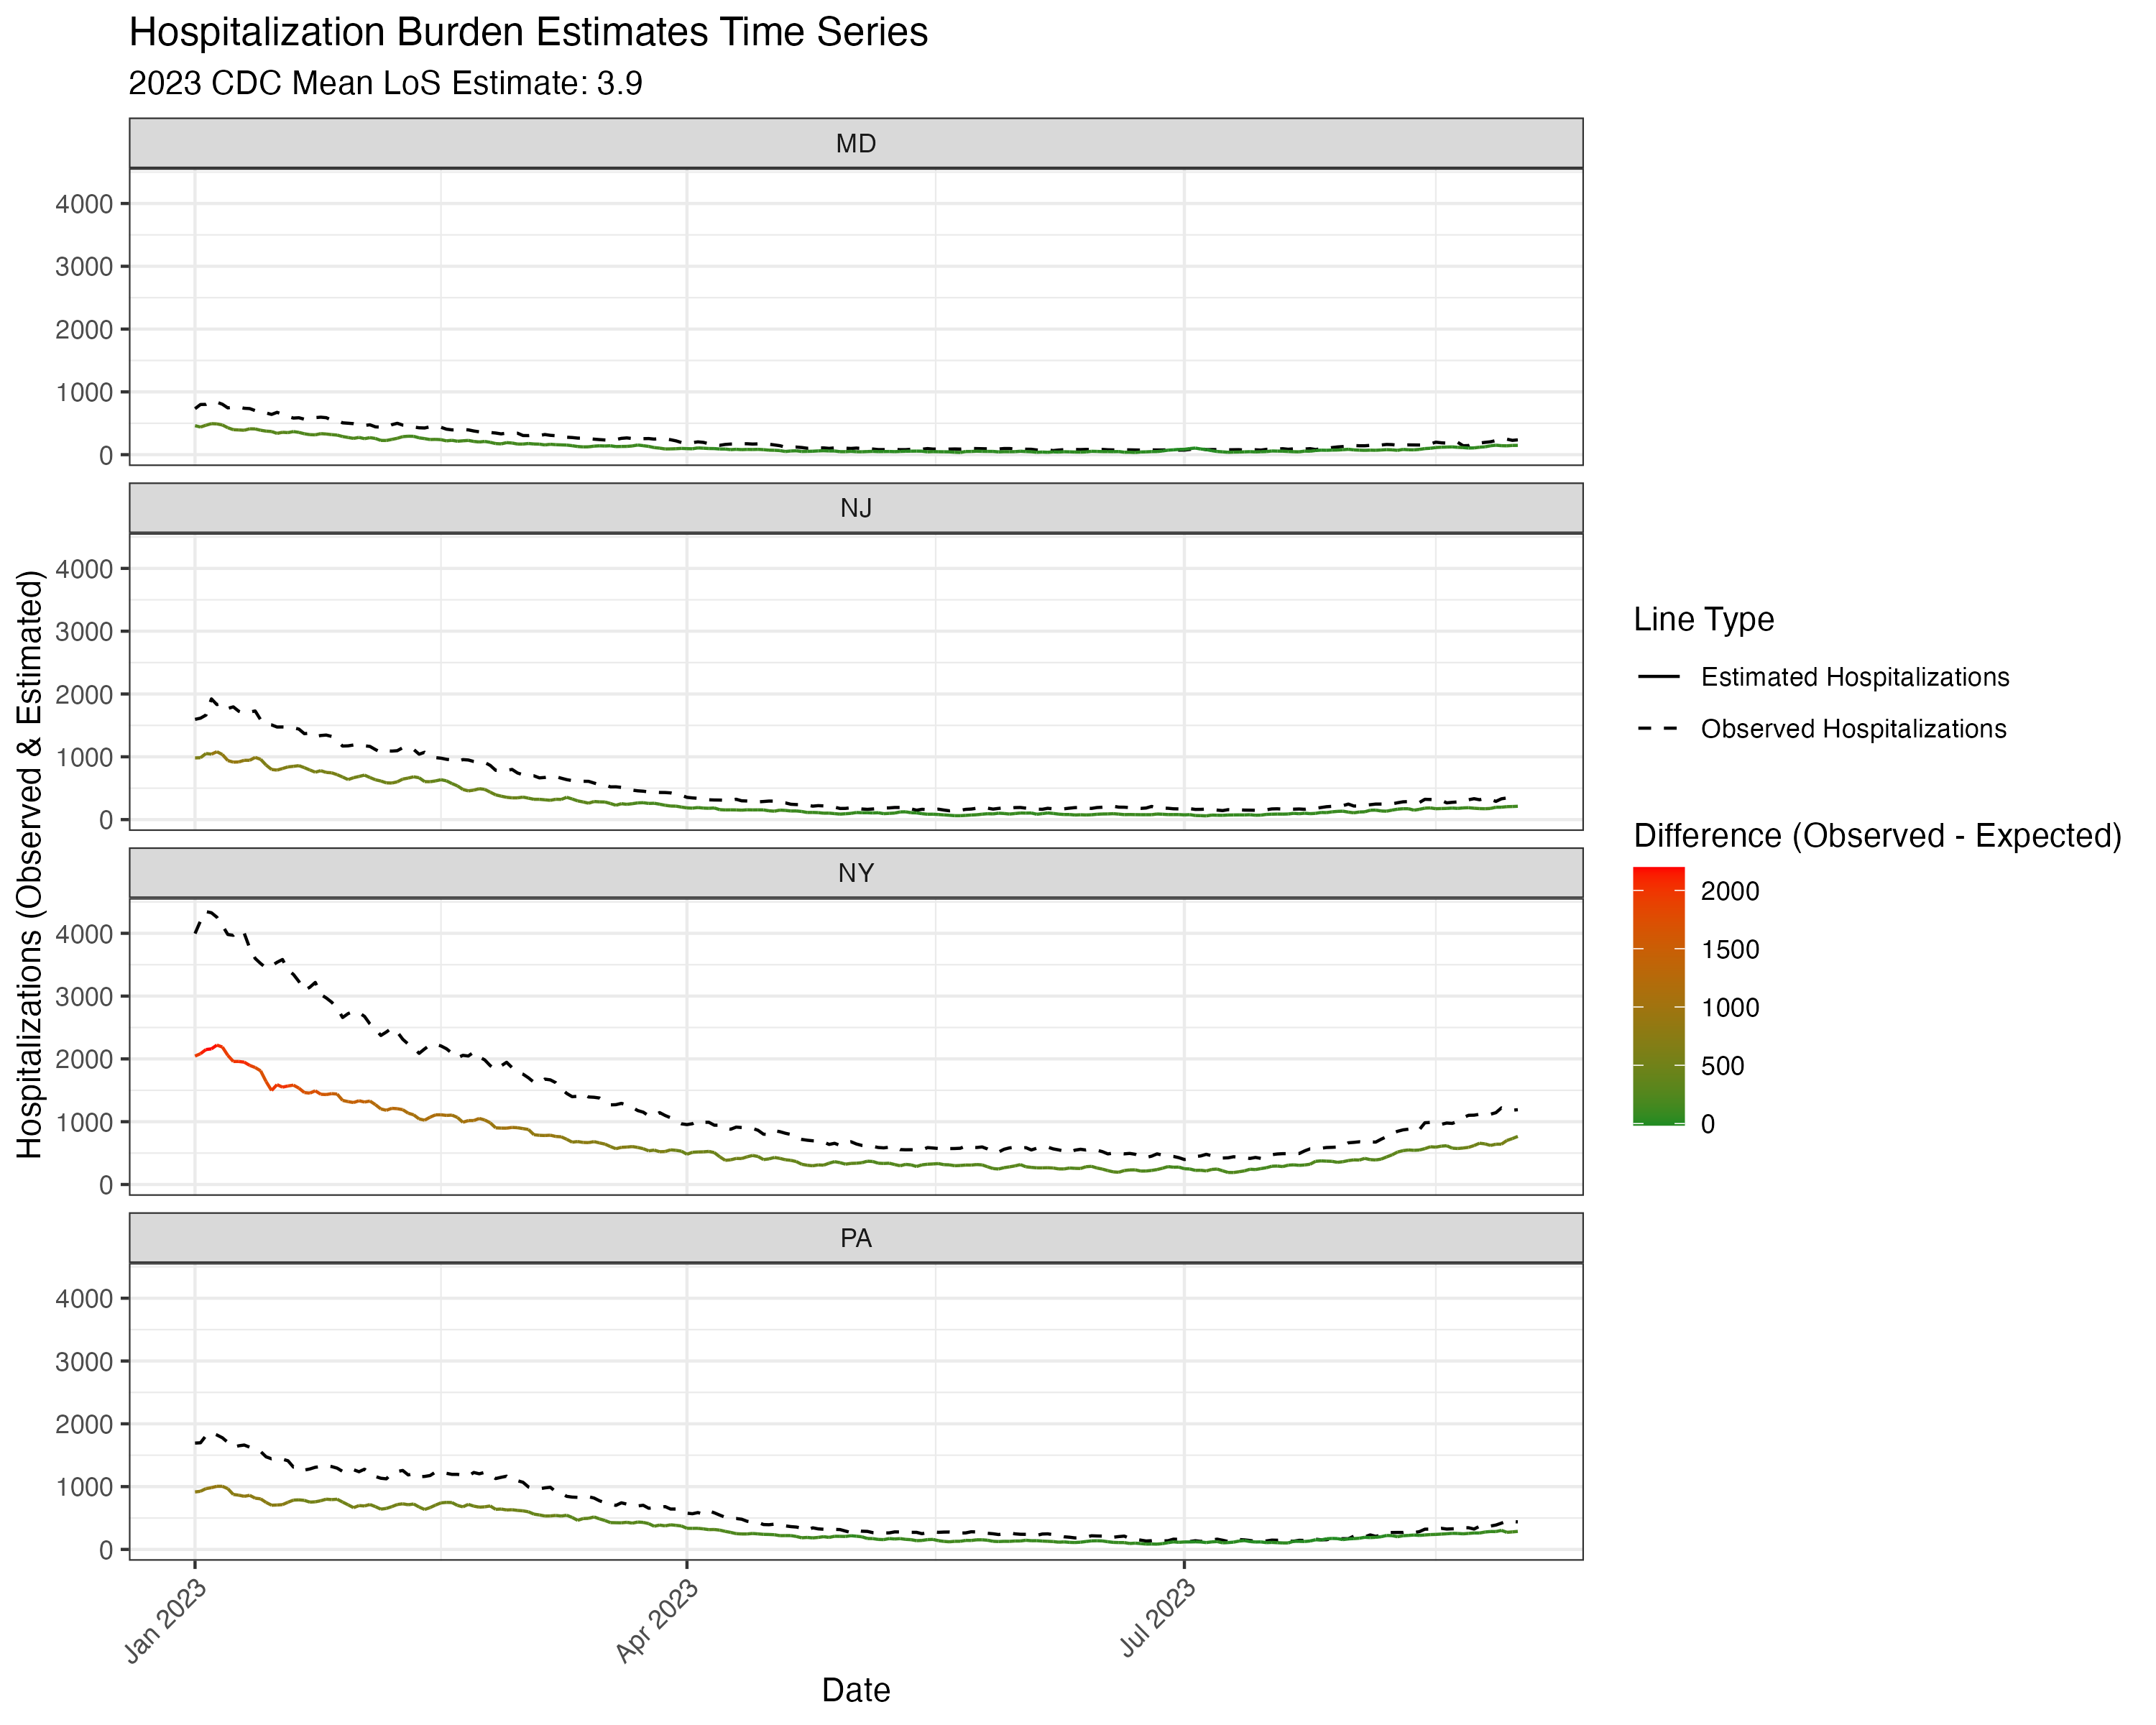 Hospitalization Burden Estimates Time Series
2023 CDC Mean LoS Estimate: 3.9
MD
4000
3000
2000
1000
0
NJ
4000
3000
2000
1000
0
NY
4000
3000
2000
1000
0
PA
4000
3000
2000
1000
0
Jan 2023
Apr 2023
Jul 2023
Date
Hospitalizations (Observed & Estimated)
Line Type
Estimated Hospitalizations
Observed Hospitalizations
Difference (Observed - Expected)
2000
1500
1000
500
0